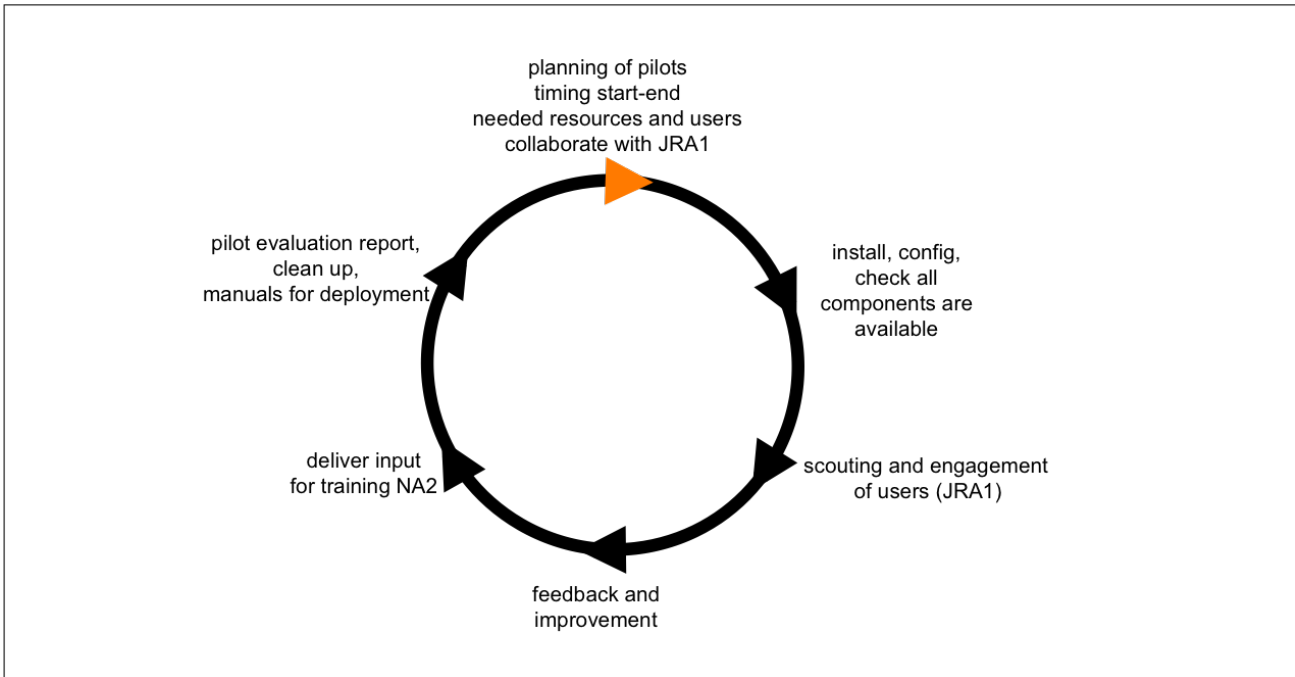 planning of pilots
timing start-end
needed resources and users
collaborate with JRA1
install, config,
check all
components are
available
scouting and engagement
of users (JRA1)
feedback and
improvement
deliver input
for training NA2
pilot evaluation report,
clean up,
manuals for deployment